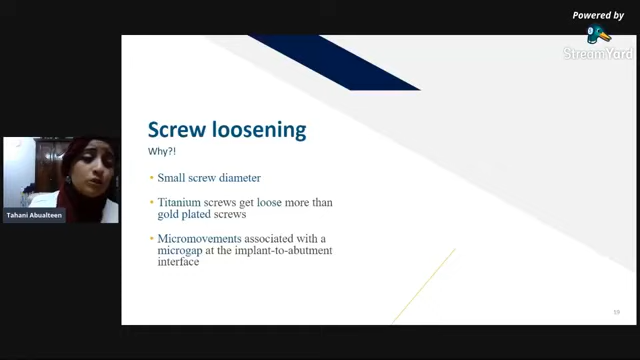 Powered by
StreamYard
Screw loosening
Why?!
• Small screw diameter
• Titanium screws get loose more than
gold plated screws
• Micromovements associated with a
microgap at the implant-to-abutment
interface
Tahani Abualteen
19